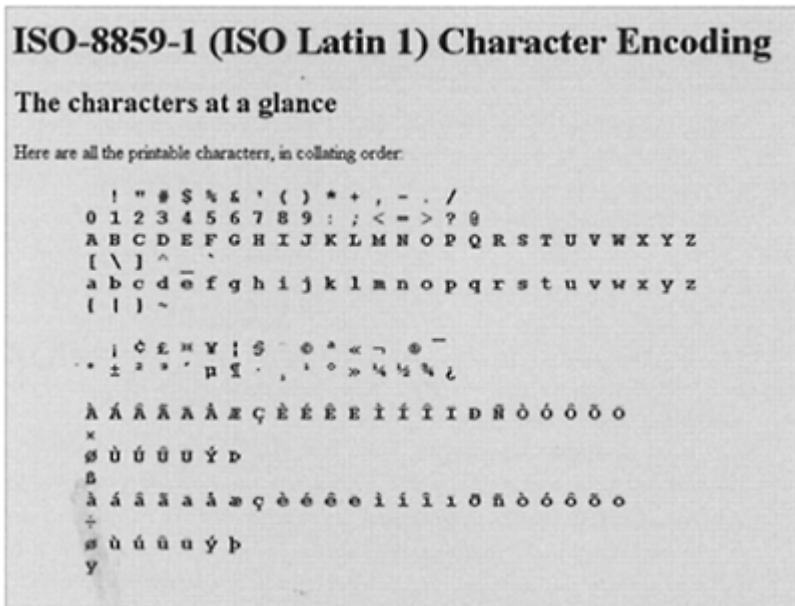 ISO-8859-1 (ISO Latin 1) Character Encoding
The characters at a glance
Here are all the printable characters, in collating order:
! " # $ % & ' ( ) * + , - . /
0 1 2 3 4 5 6 7 8 9 : ; < = > ? @
A B C D E F G H I J K L M N O P Q R S T U V W X Y Z
[ \ ] ^ _ `
a b c d e f g h i j k l m n o p q r s t u v w x y z
{ | } ~
¡ ¢ £ ¤ ¥ ¦ § ¨ © ª « ¬ ® ¯
° ± ² ³ ´ µ ¶ · ¸ ¹ º » ¼ ½ ¾ ¿
À Á Â Ã Ä Å Æ Ç È É Ê Ë Ì Í Î Ï Ð Ñ Ò Ó Ô Õ Ö
×
Ø Ù Ú Û Ü Ý Þ
ß
à á â ã ä å æ ç è é ê ë ì í î ï ð ñ ò ó ô õ ö
÷
ø ù ú û ü ý þ
ÿ